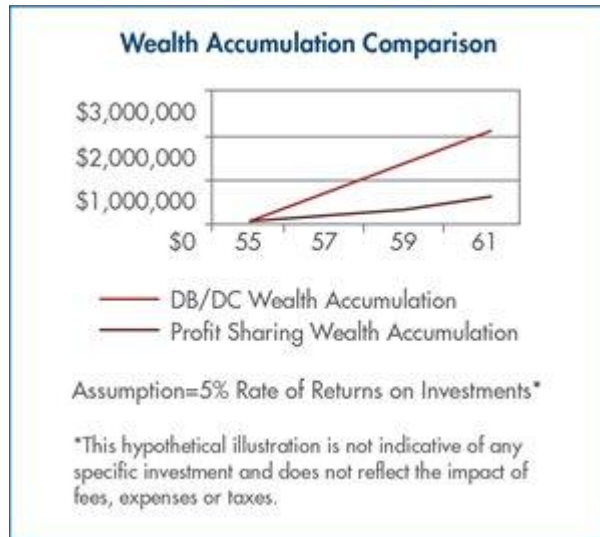 Wealth Accumulation Comparison
$3,000,000
$2,000,000
$1,000,000
$0 55 57 59 61
DB/DC Wealth Accumulation
Profit Sharing Wealth Accumulation
Assumption=5% Rate of Returns on Investments*
*This hypothetical illustration is not indicative of any
specific investment and does not reflect the impact of
fees, expenses or taxes.